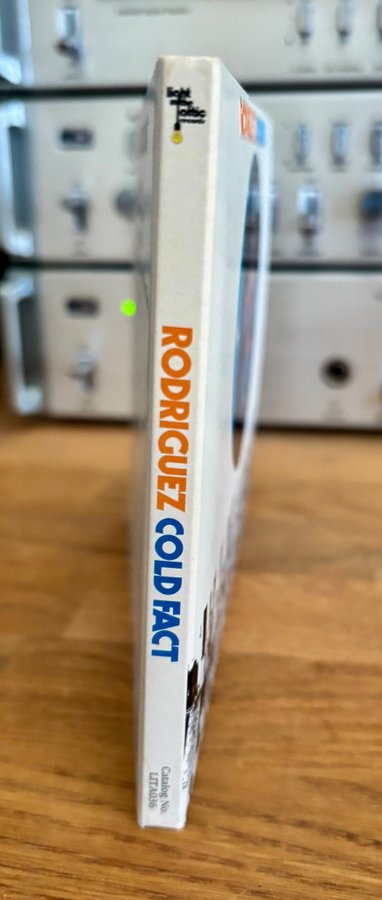 light
in the
attic
RODRIGUEZ COLD FACT
Catalog No.
LITA036